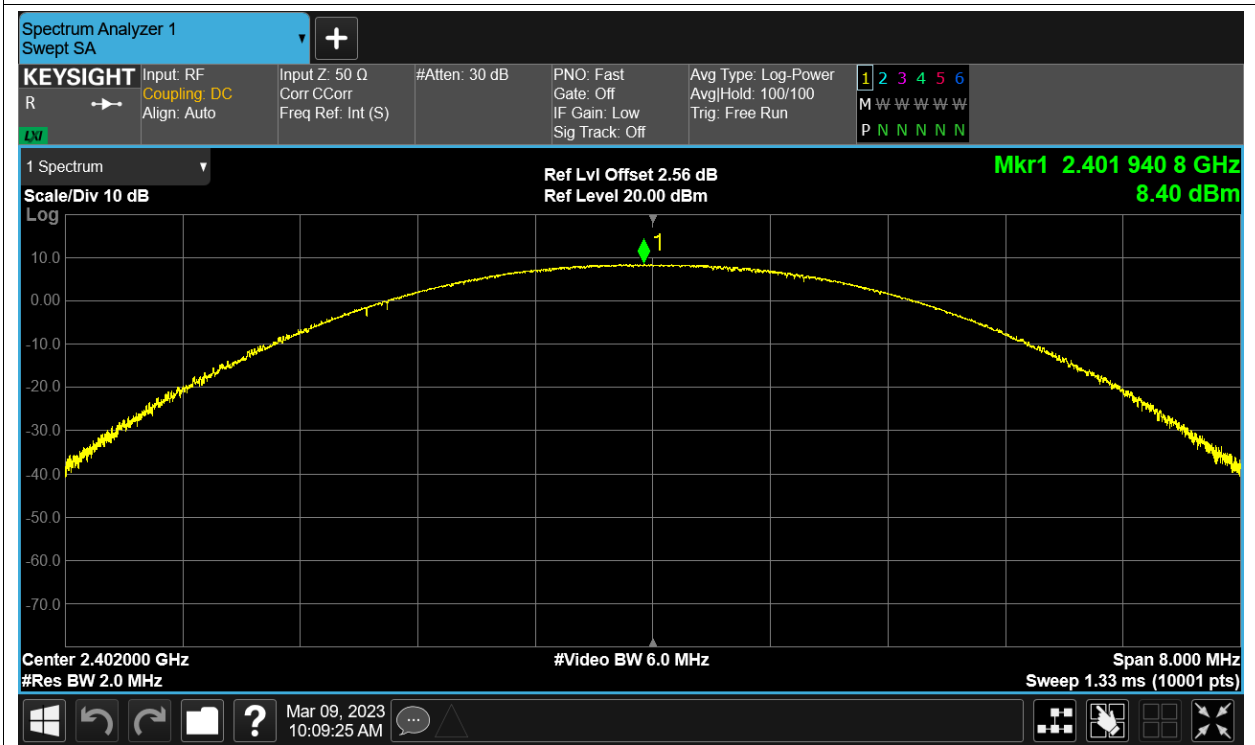 Spectrum Analyzer 1
Swept SA
KEYSIGHT
R
LXI
Input: RF
Coupling: DC
Align: Auto
Input Z: 50 Ω
Corr CCorr
Freq Ref: Int (S)
#Atten: 30 dB
PNO: Fast
Gate: Off
IF Gain: Low
Sig Track: Off
Avg Type: Log-Power
Avg|Hold: 100/100
Trig: Free Run
1 2 3 4 5 6
M W W W W W
P N N N N N
1 Spectrum
Scale/Div 10 dB
Ref Lvl Offset 2.56 dB
Ref Level 20.00 dBm
Mkr1 2.401 940 8 GHz
8.40 dBm
Log
1
10.0
0.00
-10.0
-20.0
-30.0
-40.0
-50.0
-60.0
-70.0
Center 2.402000 GHz
#Res BW 2.0 MHz
#Video BW 6.0 MHz
Span 8.000 MHz
Sweep 1.33 ms (10001 pts)
?
Mar 09, 2023
10:09:25 AM